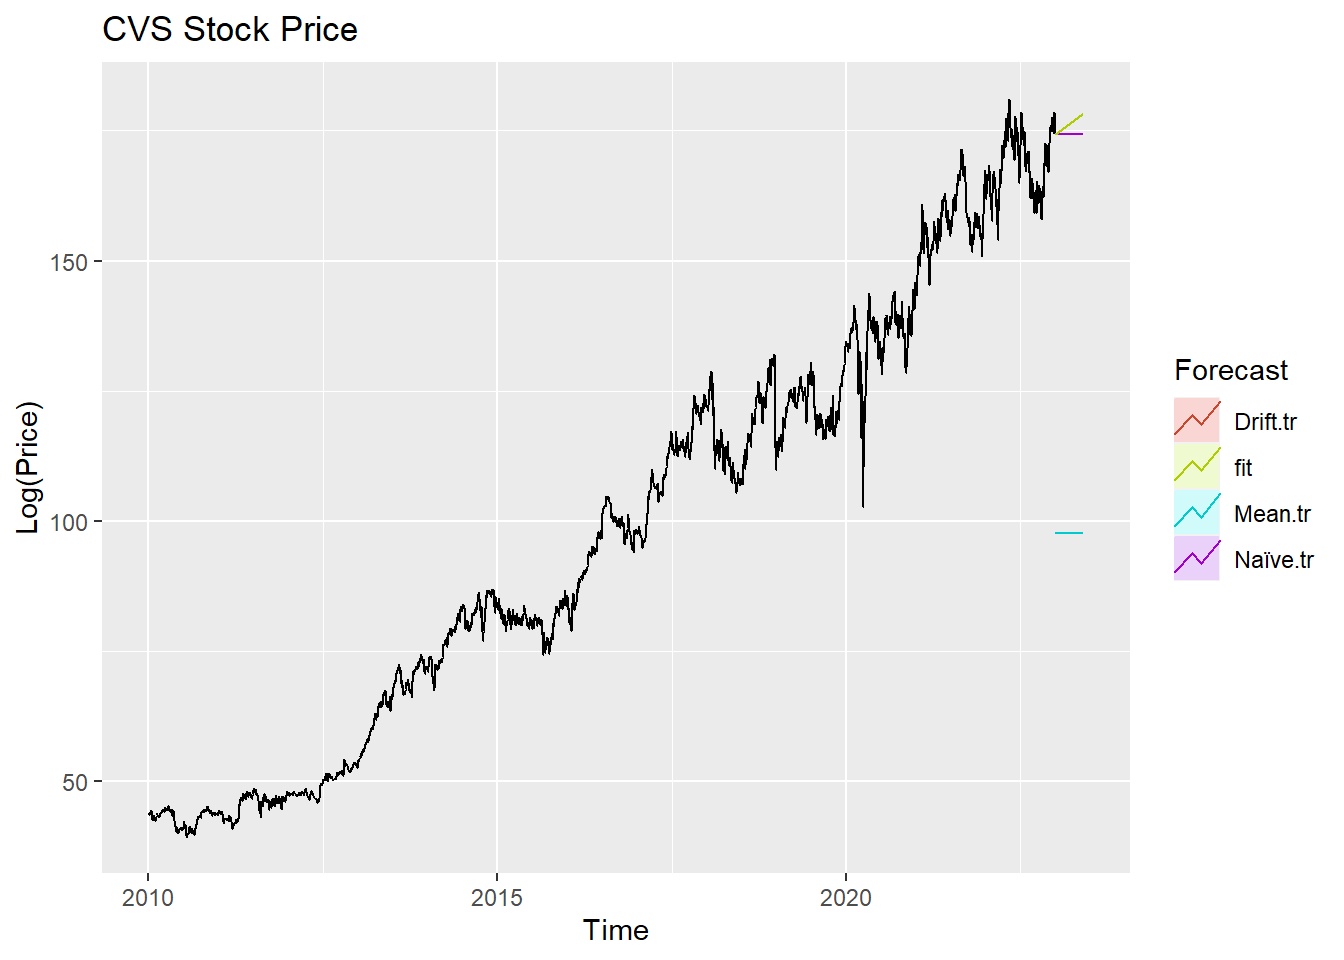 CVS Stock Price
Log(Price)
150
100
50
2010
2015
2020
Time
Forecast
Drift.tr
fit
Mean.tr
Naïve.tr